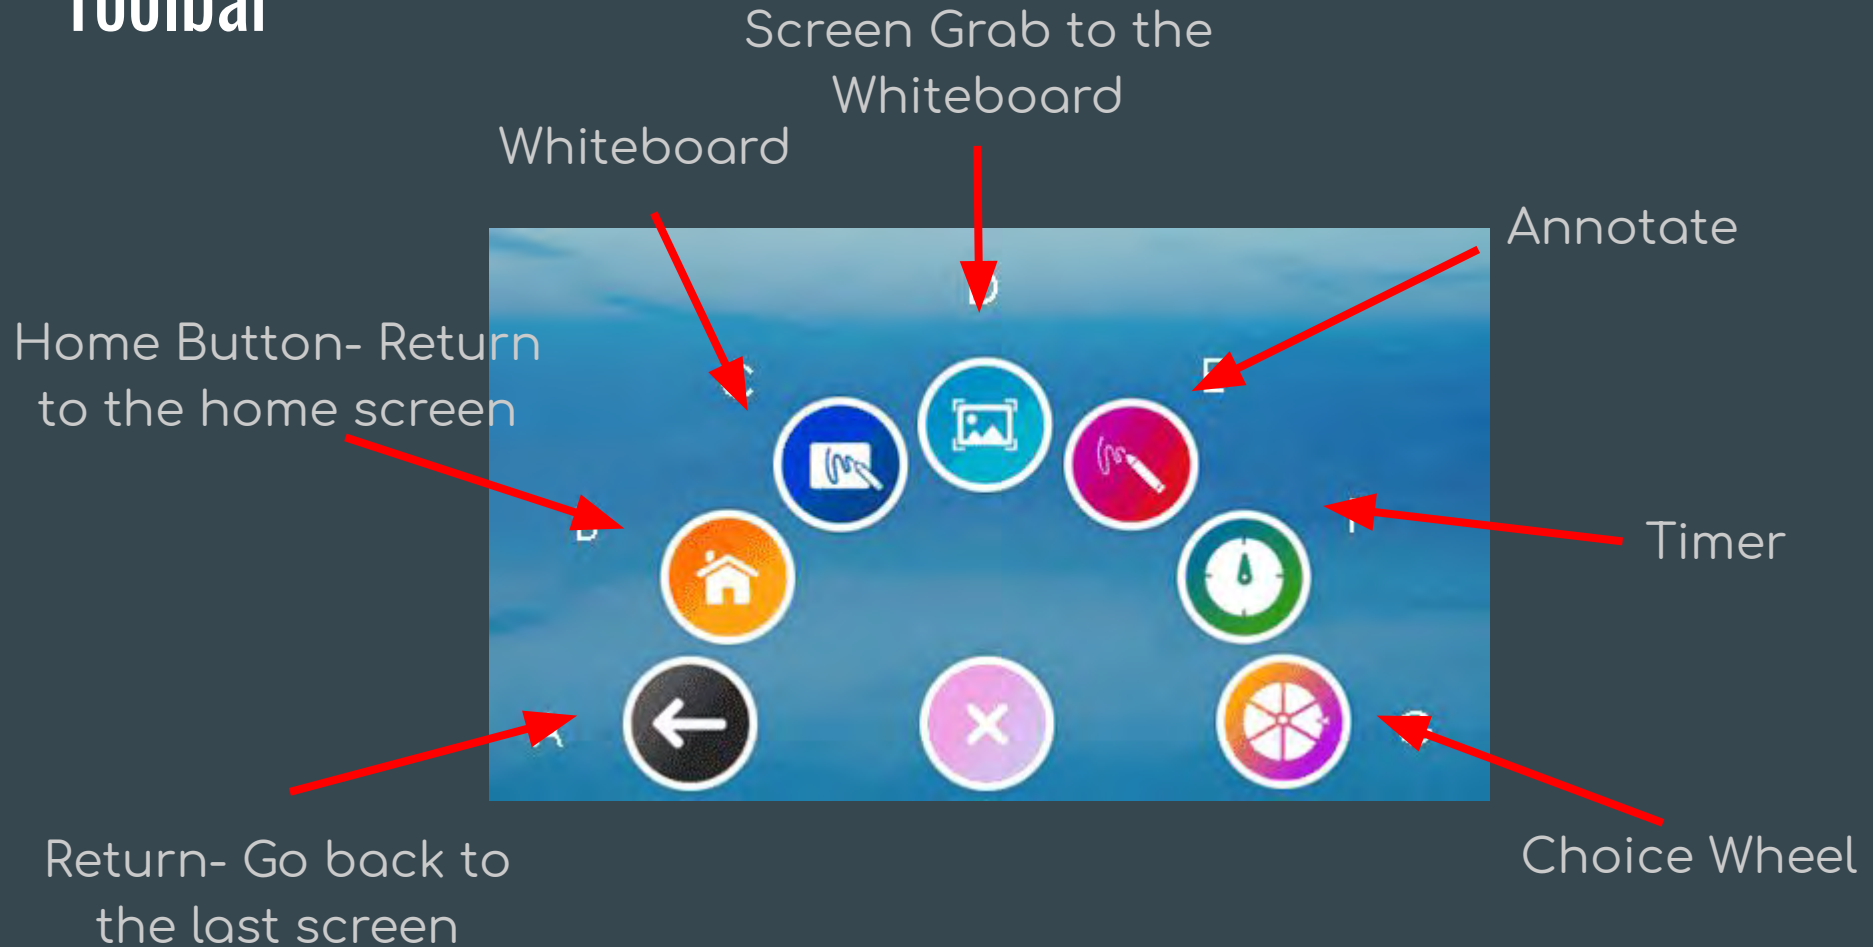 Toolbar
Screen Grab to the
Whiteboard
Whiteboard
Annotate
Home Button- Return
to the home screen
Timer
Return- Go back to
the last screen
Choice Wheel
D
E